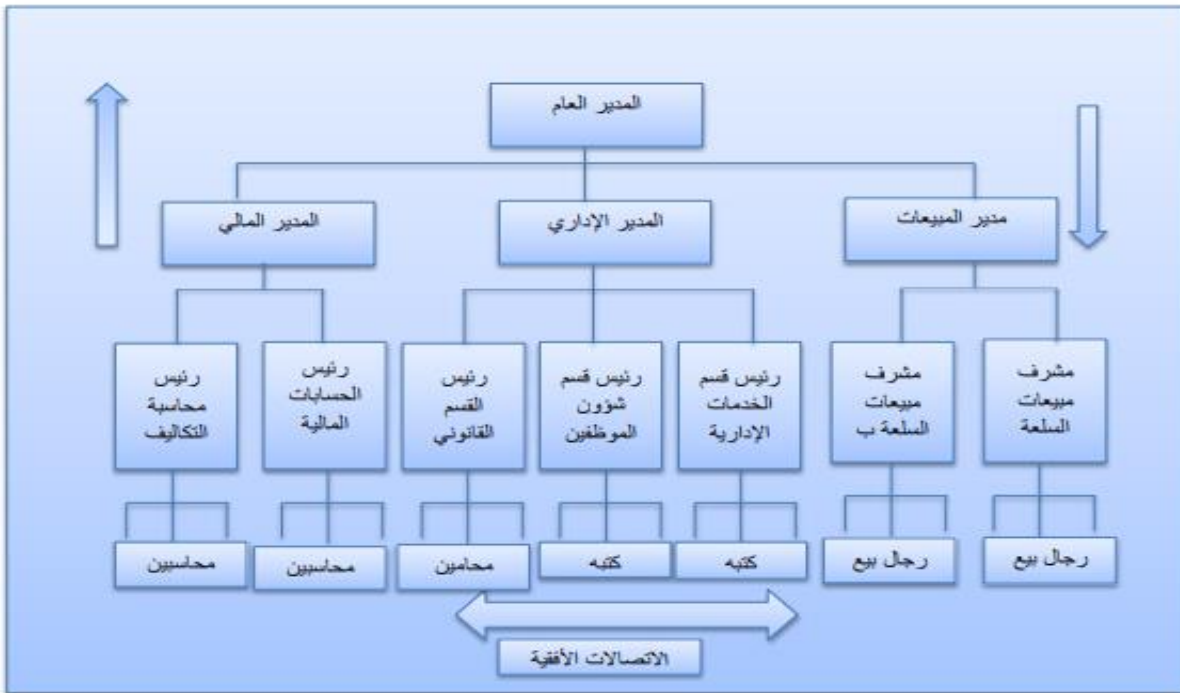 المدير العام
مدير المبيعات
المدير الإداري
المدير المالي
مشرف
مبيعات
السلعة
مشرف
مبيعات
السلعة ب
رئيس قسم
الخدمات
الإدارية
رئيس قسم
شؤون
الموظفين
رئيس
القسم
القانوني
رئيس
الحسابات
المالية
رئيس
محاسبة
التكاليف
رجال بيع
رجال بيع
كتبه
كتبه
محامين
محاسبين
محاسبين
الاتصالات الأفقية